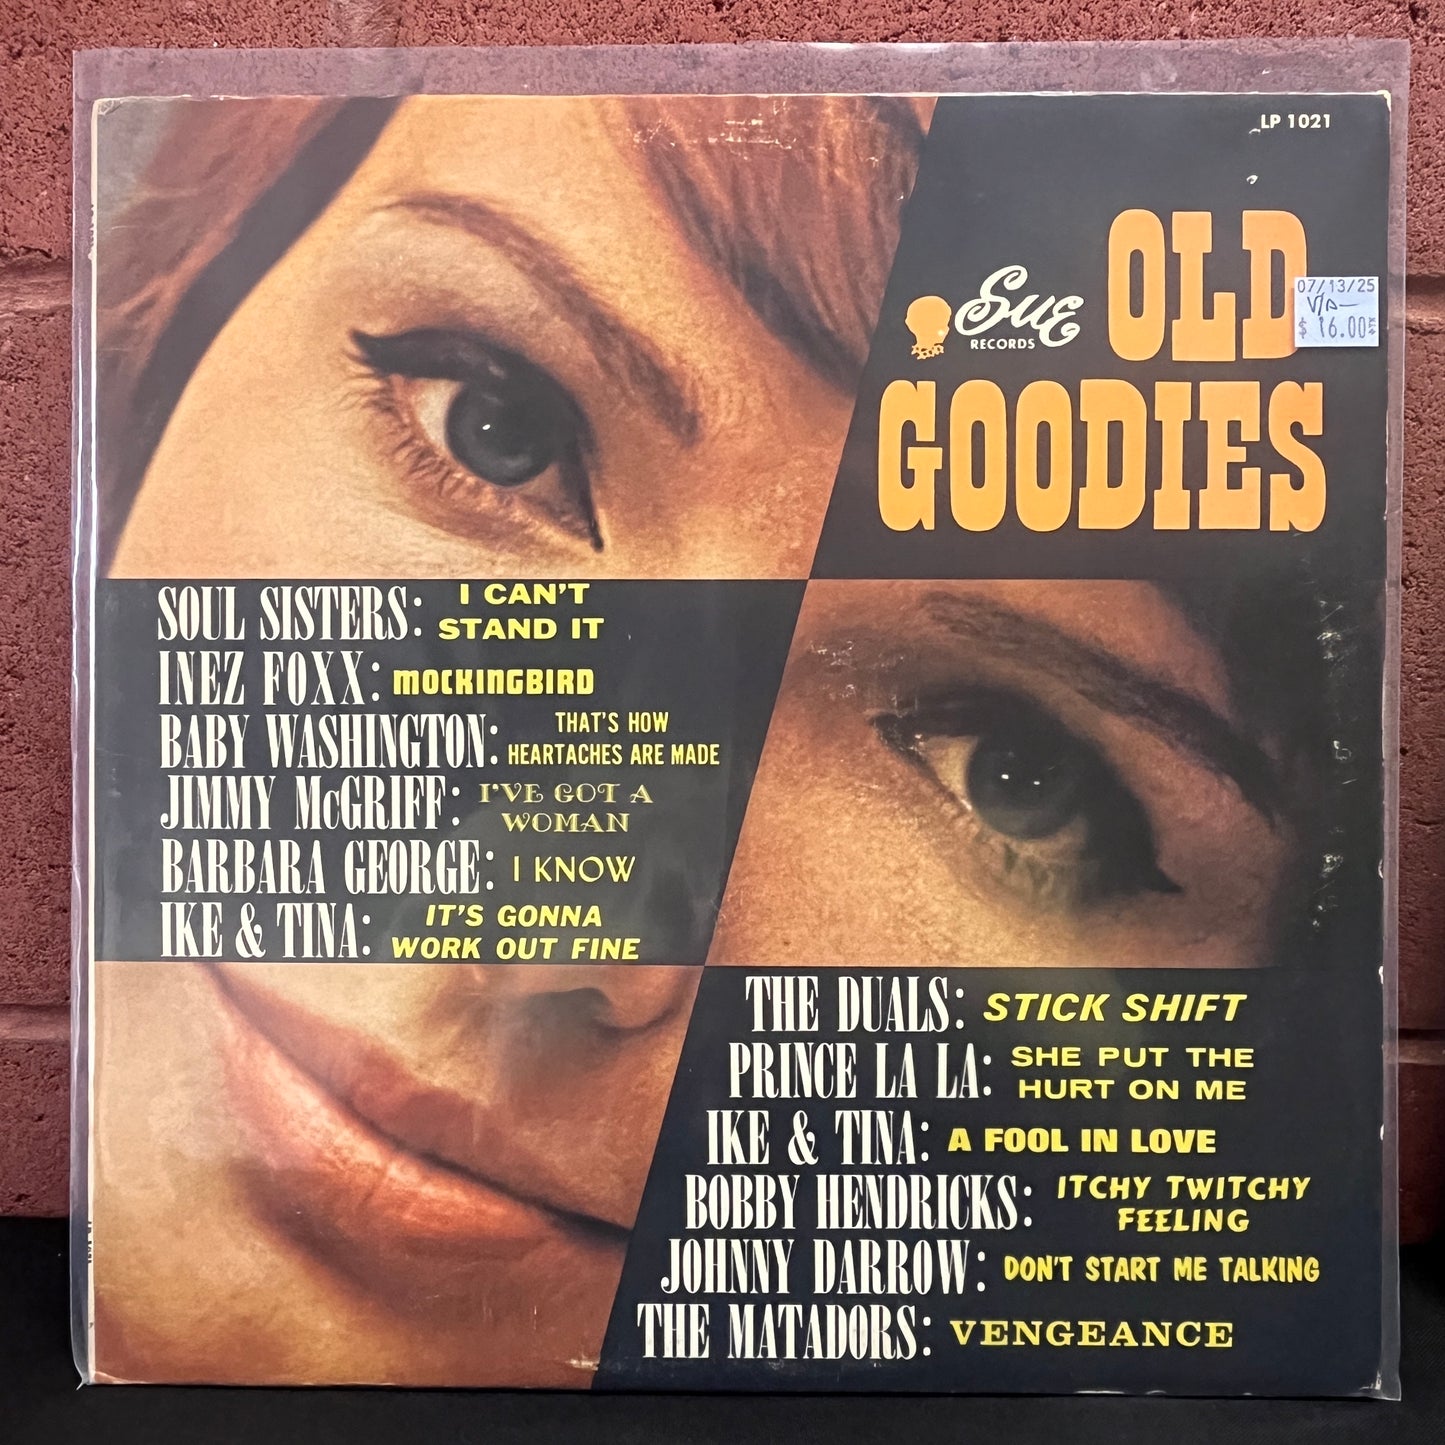 LP 1021
Sue
RECORDS
OLD
GOODIES
07/13/25
$ 16.00
SOUL SISTERS: I CAN'T
STAND IT
INEZ FOXX: MOCKINGBIRD
BABY WASHINGTON: THAT'S HOW
HEARTACHES ARE MADE
JIMMY McGRIFF: I'VE GOT A
WOMAN
BARBARA GEORGE: I KNOW
IKE & TINA: IT'S GONNA
WORK OUT FINE
THE DUALS: STICK SHIFT
PRINCE LA LA: SHE PUT THE
HURT ON ME
IKE & TINA: A FOOL IN LOVE
BOBBY HENDRICKS: ITCHY TWITCHY
FEELING
JOHNNY DARROW: DON'T START ME TALKING
THE MATADORS: VENGEANCE